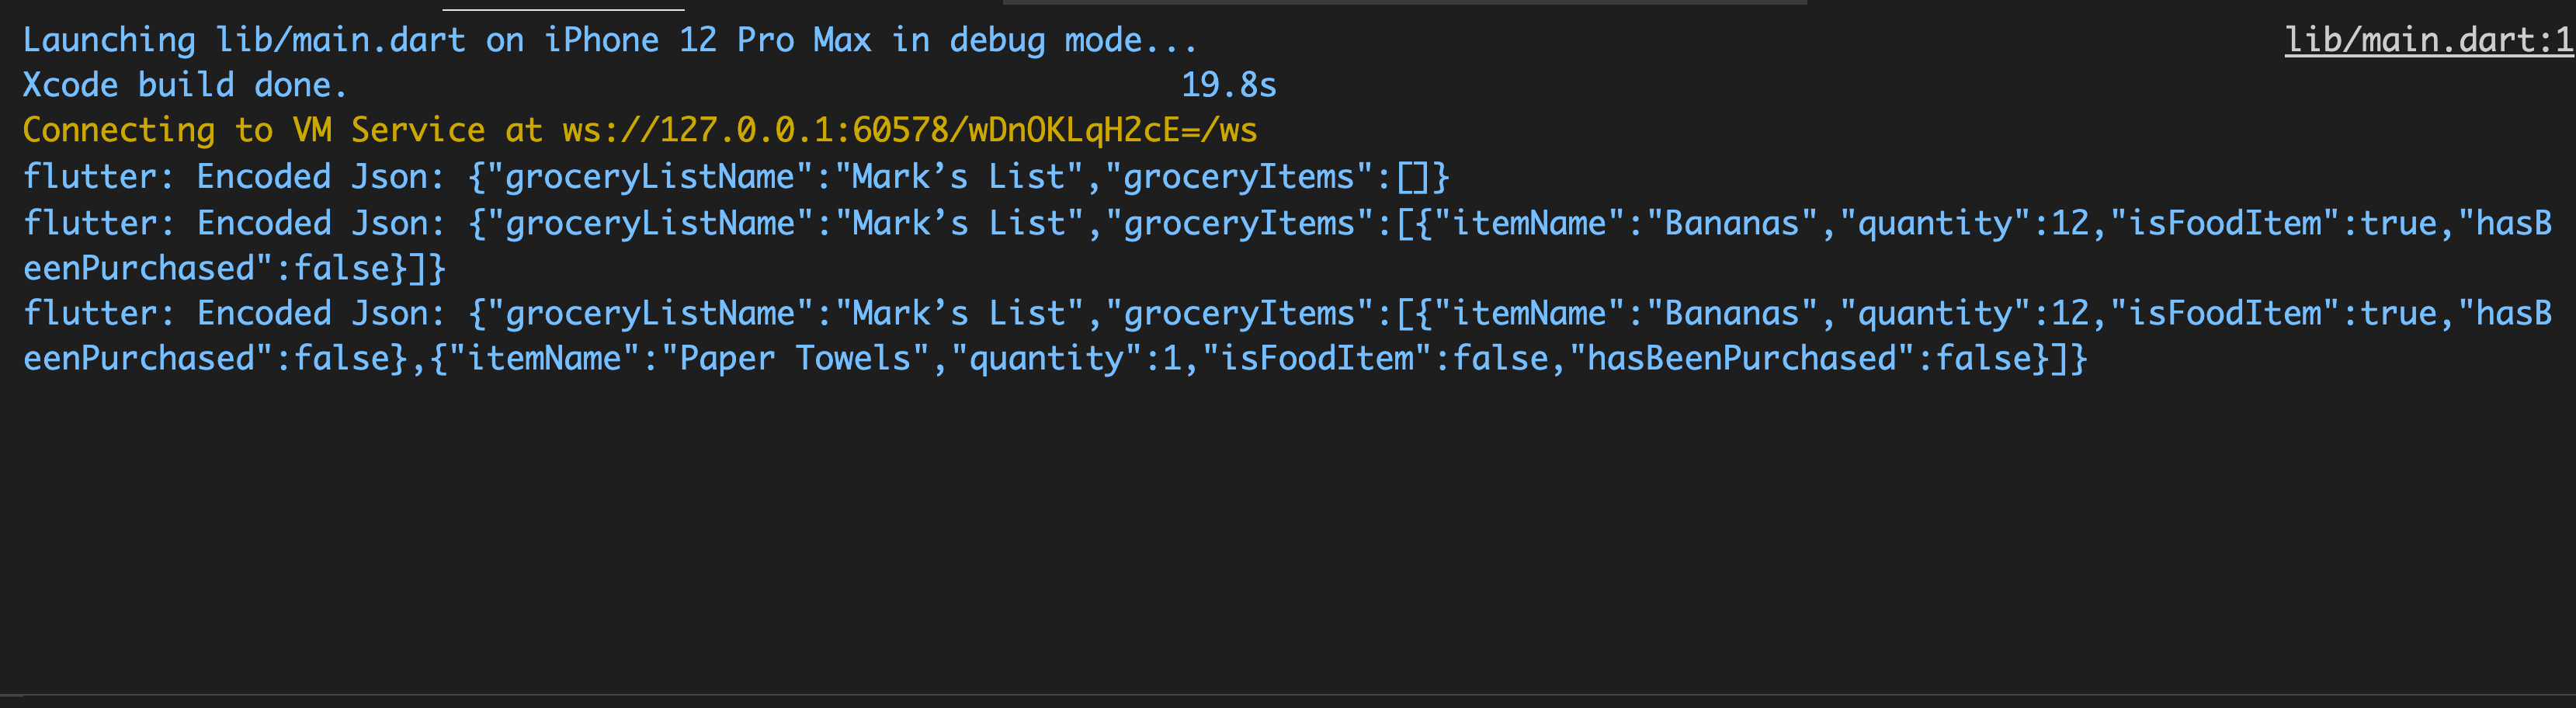 Launching lib/main.dart on iPhone 12 Pro Max in debug mode... lib/main.dart:1
Xcode build done. 19.8s
Connecting to VM Service at ws://127.0.0.1:60578/wDnOKLqH2cE=/ws
flutter: Encoded Json: {"groceryListName":"Mark’s List","groceryItems":[]}
flutter: Encoded Json: {"groceryListName":"Mark’s List","groceryItems":[{"itemName":"Bananas","quantity":12,"isFoodItem":true,"hasB
eenPurchased":false}]}
flutter: Encoded Json: {"groceryListName":"Mark’s List","groceryItems":[{"itemName":"Bananas","quantity":12,"isFoodItem":true,"hasB
eenPurchased":false},{"itemName":"Paper Towels","quantity":1,"isFoodItem":false,"hasBeenPurchased":false}]}